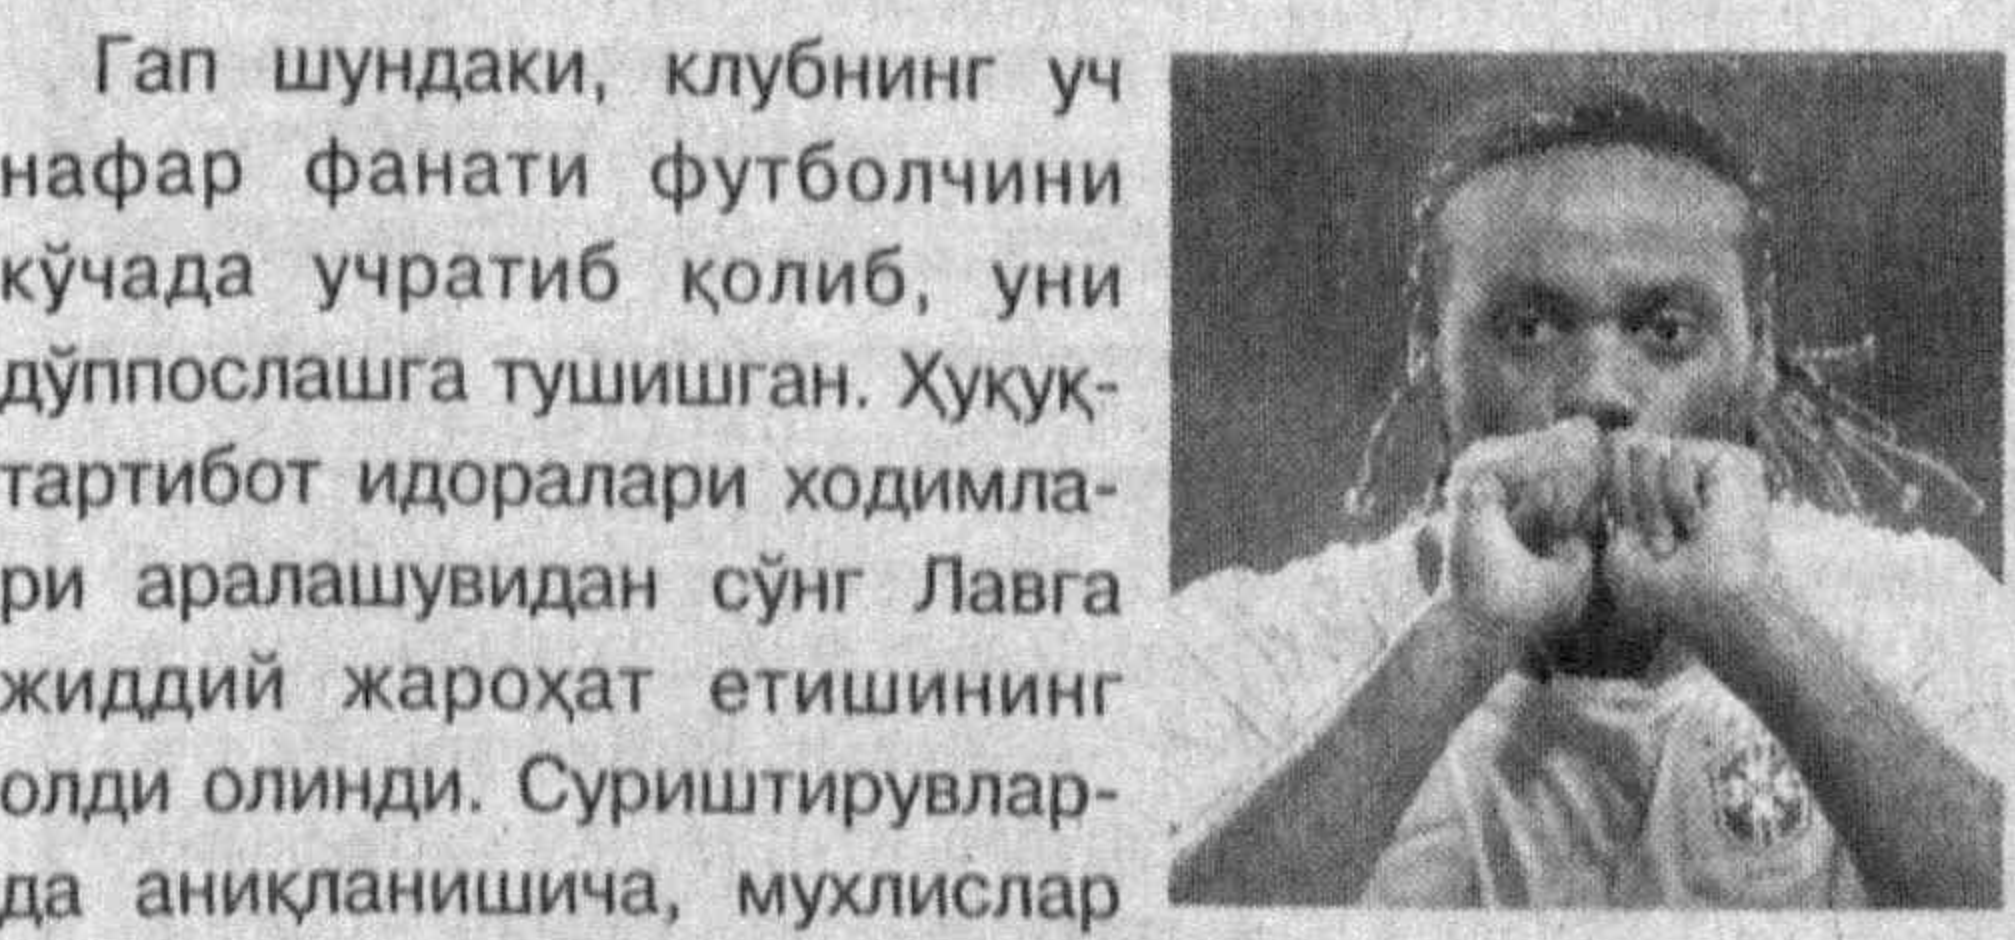 Гап шундаки, клубнинг уч
нафар фанати футболчини
кўчада учратиб қолиб, уни
дўппослашга тушишган. Ҳуқуқ-
тартибот идоралари ходимла-
ри аралашувидан сўнг Лавга
жиддий жароҳат етишининг
олди олинди. Суриштирувлар-
да аниқланишича, мухлислар